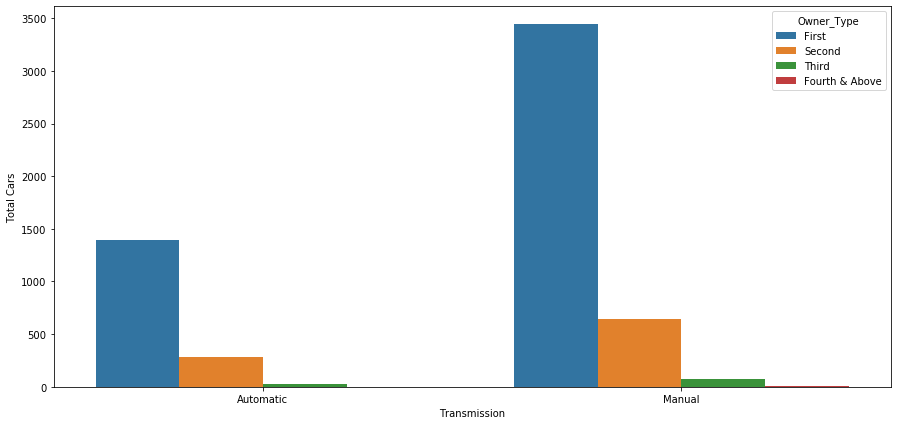 3500
3000
2500
2000
1500
1000
500
0
Total Cars
Automatic
Manual
Transmission
Owner_Type
First
Second
Third
Fourth & Above